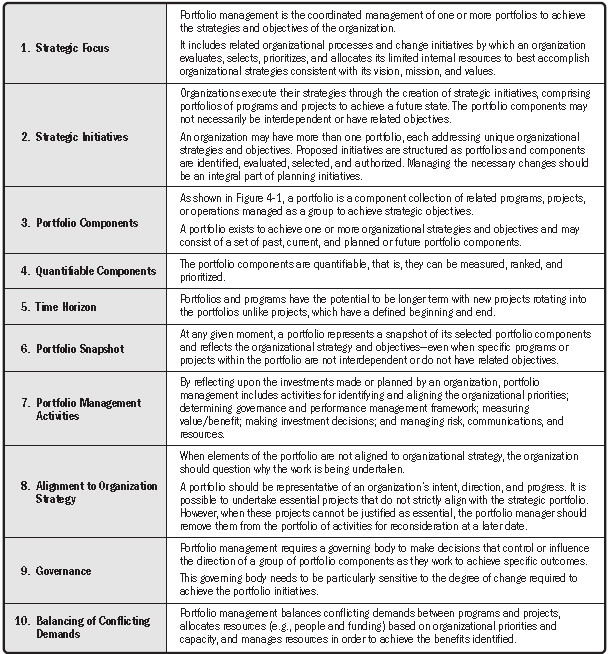 Portfolio management is the coordinated management of one or more portfolios to achieve
the strategies and objectives of the organization.
1. Strategic Focus
It includes related organizational processes and change initiatives by which an organization
evaluates, selects, prioritizes, and allocates its limited internal resources to best accomplish
organizational strategies consistent with its vision, mission, and values.
Organizations execute their strategies through the creation of strategic initiatives, comprising
portfolios of programs and projects to achieve a future state. The portfolio components may
not necessarily be interdependent or have related objectives.
2. Strategic Initiatives
An organization may have more than one portfolio, each addressing unique organizational
strategies and objectives. Proposed initiatives are structured as portfolios and components
are identified, evaluated, selected, and authorized. Managing the necessary changes should
be an integral part of planning initiatives.
As shown in Figure 4-1, a portfolio is a component collection of related programs, projects,
or operations managed as a group to achieve strategic objectives.
3. Portfolio Components
A portfolio exists to achieve one or more organizational strategies and objectives and may
consist of a set of past, current, and planned or future portfolio components.
4. Quantifiable Components
The portfolio components are quantifiable, that is, they can be measured, ranked, and
prioritized.
5. Time Horizon
Portfolios and programs have the potential to be longer term with new projects rotating into
the portfolios unlike projects, which have a defined beginning and end.
6. Portfolio Snapshot
At any given moment, a portfolio represents a snapshot of its selected portfolio components
and reflects the organizational strategy and objectives—even when specific programs or
projects within the portfolio are not interdependent or do not have related objectives.
7. Portfolio Management
Activities
By reflecting upon the investments made or planned by an organization, portfolio
management includes activities for identifying and aligning the organizational priorities;
determining governance and performance management framework; measuring
value/benefit; making investment decisions; and managing risk, communications, and
resources.
When elements of the portfolio are not aligned to organizational strategy, the organization
should question why the work is being undertaken.
8. Alignment to Organization
Strategy
A portfolio should be representative of an organization's intent, direction, and progress. It is
possible to undertake essential projects that do not strictly align with the strategic portfolio.
However, when these projects cannot be justified as essential, the portfolio manager should
remove them from the portfolio of activities for reconsideration at a later date.
9. Governance
Portfolio management requires a governing body to make decisions that control or influence
the direction of a group of portfolio components as they work to achieve specific outcomes.
This governing body needs to be particularly sensitive to the degree of change required to
achieve the portfolio initiatives.
10. Balancing of Conflicting
Demands
Portfolio management balances conflicting demands between programs and projects,
allocates resources (e.g., people and funding) based on organizational priorities and
capacity, and manages resources in order to achieve the benefits identified.